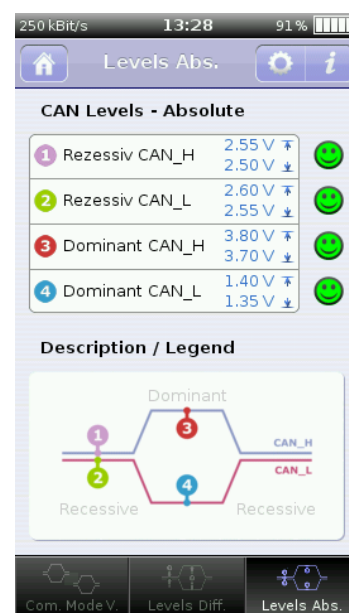 250 kBit/s 13:28 91%
Levels Abs. i
CAN Levels - Absolute
1 Rezessiv CAN_H 2.55 V
2.50 V
2 Rezessiv CAN_L 2.60 V
2.55 V
3 Dominant CAN_H 3.80 V
3.70 V
4 Dominant CAN_L 1.40 V
1.35 V
Description / Legend
Dominant
1 3 CAN_H
2 4 CAN_L
Recessive Recessive
Com. Mode V. Levels Diff. Levels Abs.